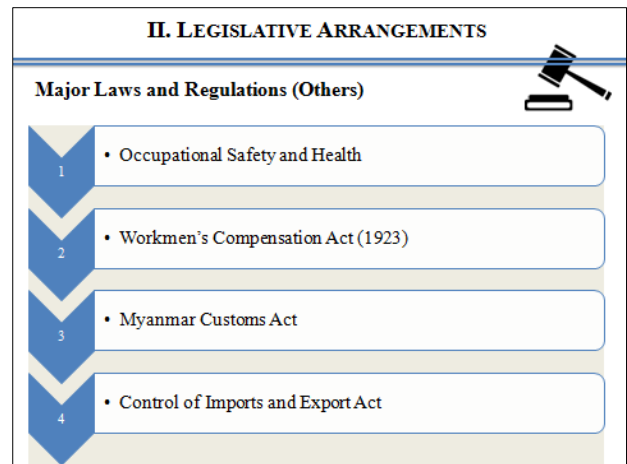 II. LEGISLATIVE ARRANGEMENTS
Major Laws and Regulations (Others)
1
• Occupational Safety and Health
2
• Workmen's Compensation Act (1923)
3
• Myanmar Customs Act
4
• Control of Imports and Export Act